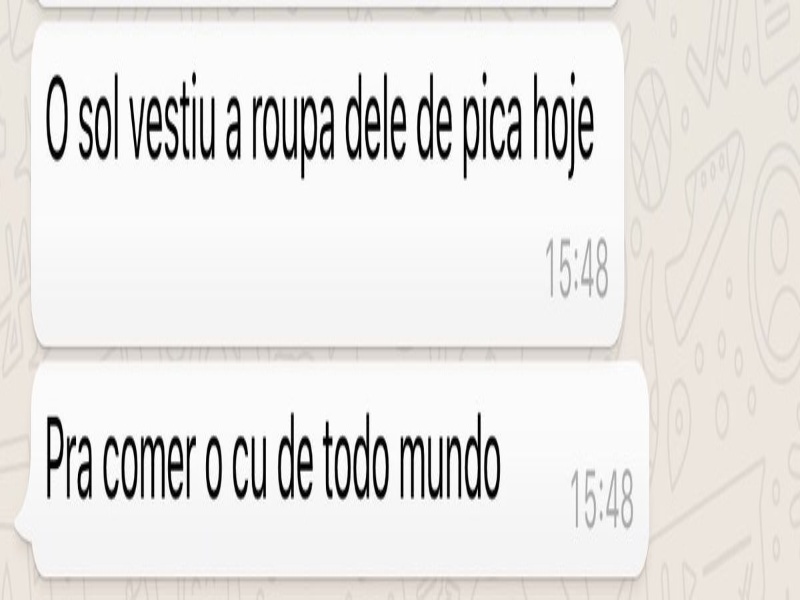 O sol vestiu a roupa dele de pica hoje
15:48
Pra comer o cu de todo mundo
15:48